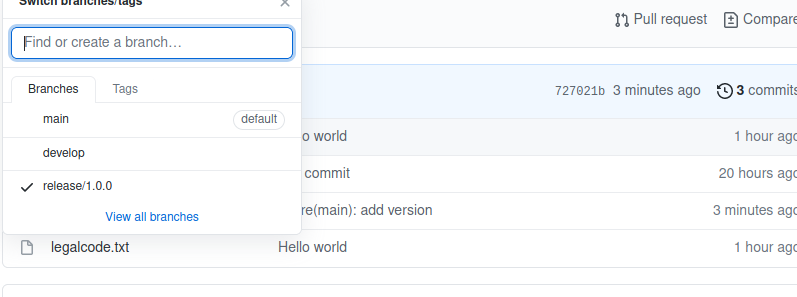 Switch branches/tags
Pull request
Compare
Find or create a branch…
Branches
Tags
727021b 3 minutes ago 3 commits
main default
o world 1 hour ago
develop
commit 20 hours ago
release/1.0.0
re(main): add version 3 minutes ago
View all branches
legalcode.txt Hello world 1 hour ago